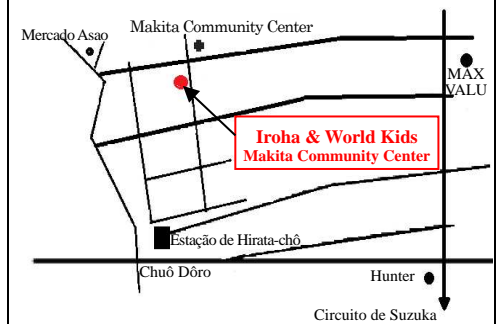 Makita Community Center
Mercado Asao
MAX
VALU
Iroha & World Kids
Makita Community Center
Estação de Hirata-chô
Chuô Dôro
Hunter
Circuito de Suzuka